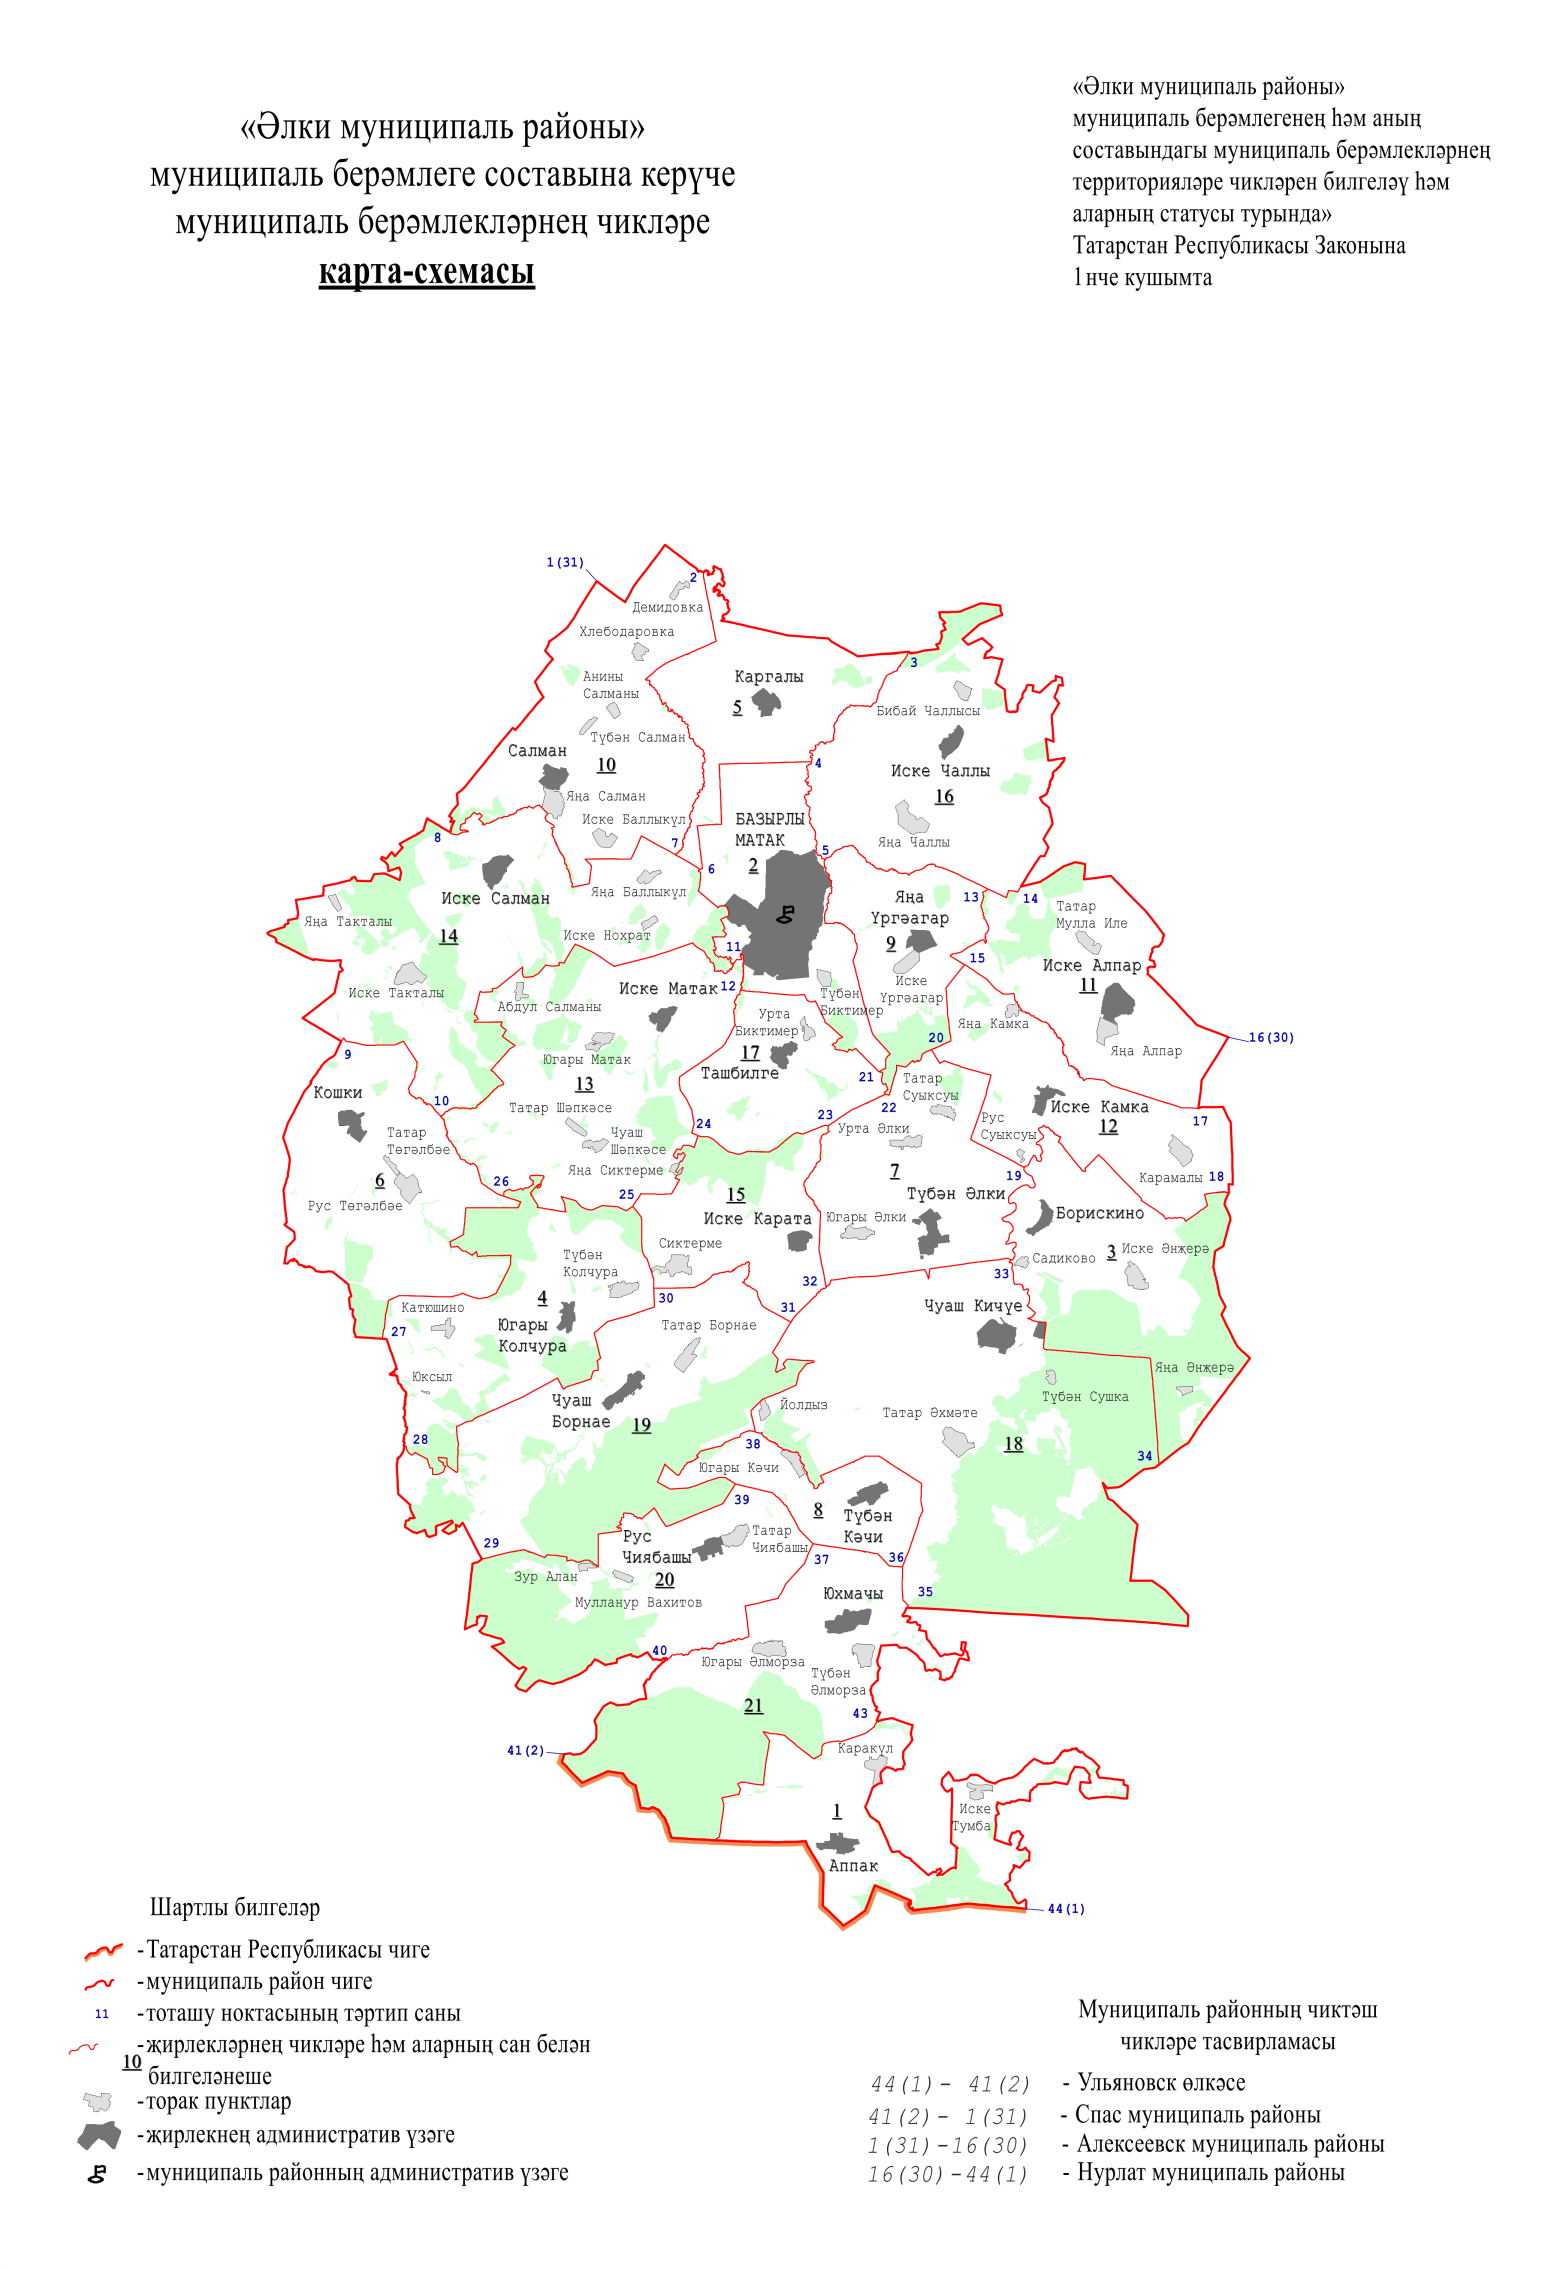 «Әлки муниципаль районы»
муниципаль берәмлеге составына керүче
муниципаль берәмлекләрнең чикләре
карта-схемасы
«Әлки муниципаль районы»
муниципаль берәмлегенең һәм аның
составындагы муниципаль берәмлекләрнең
территорияләре чикләрен билгеләү һәм
аларның статусы турында»
Татарстан Республикасы Законына
1нче кушымта
1(31)
2
Демидовка
Хлебодаровка
3
Анины
Салманы
Каргалы
5
Бибай Чаллысы
Түбән Салман
Салман
10
4
Иске Чаллы
16
Яңа Салман
Иске Баллыкүл
БАЗЫРЛЫ
МАТАК
2
8
7
6
5
Яңа Чаллы
Яңа Баллыкүл
Иске Салман
Яңа
Үргәагар
9
13
14
Татар
Мулла Иле
Яңа Такталы
14
Иске Нохрат
11
15
Иске Алпар
11
Иске Такталы
Абдул Салманы
Иске Матак
12
Түбән
Биктимер
Иске
Үргәагар
Урта
Биктимер
Яңа Камка
20
16(30)
9
Югары Матак
13
17
Ташбилге
21
Яңа Алпар
Кошки
10
Татар Шәпкәсе
24
23
22
Татар
Суыксуы
Иске Камка
12
17
Татар
Төгәлбәе
Чуаш
Шәпкәсе
Урта Әлки
Рус
Суыксуы
6
26
Яңа Сиктерме
25
15
7
19
Карамалы
18
Рус Төгәлбәе
Иске Карата
Түбән Әлки
Югары Әлки
Борискино
Сиктерме
Түбән
Колчура
Садиково
3
Иске Әнҗерә
4
30
32
33
31
Катюшино
27
Югары
Колчура
Татар Борнае
Чуаш Кичүе
Юксыл
Яңа Әнҗерә
Чуаш
Борнае
19
Йолдыз
Түбән Сушка
Татар Әхмәте
28
38
18
34
Югары Кәчи
39
8
Түбән
Кәчи
29
Рус
Чиябашы
Татар
Чиябашы
37
36
Зур Алан
20
35
Мулланур Вахитов
Юхмачы
40
Югары Әлморза
Түбән
Әлморза
21
43
41(2)
Каракүл
1
Иске
Тумба
Аппак
44(1)
Шартлы билгеләр
-Татарстан Республикасы чиге
-муниципаль район чиге
11 -тоташу ноктасының тәртип саны
-җирлекләрнең чикләре һәм аларның сан белән
10 билгеләнеше
-торак пунктлар
-җирлекнең административ үзәге
-муниципаль районның административ үзәге
Муниципаль районның чиктәш
чикләре тасвирламасы
44(1)- 41(2) - Ульяновск өлкәсе
41(2)- 1(31) - Спас муниципаль районы
1(31)-16(30) - Алексеевск муниципаль районы
16(30)-44(1) - Нурлат муниципаль районы